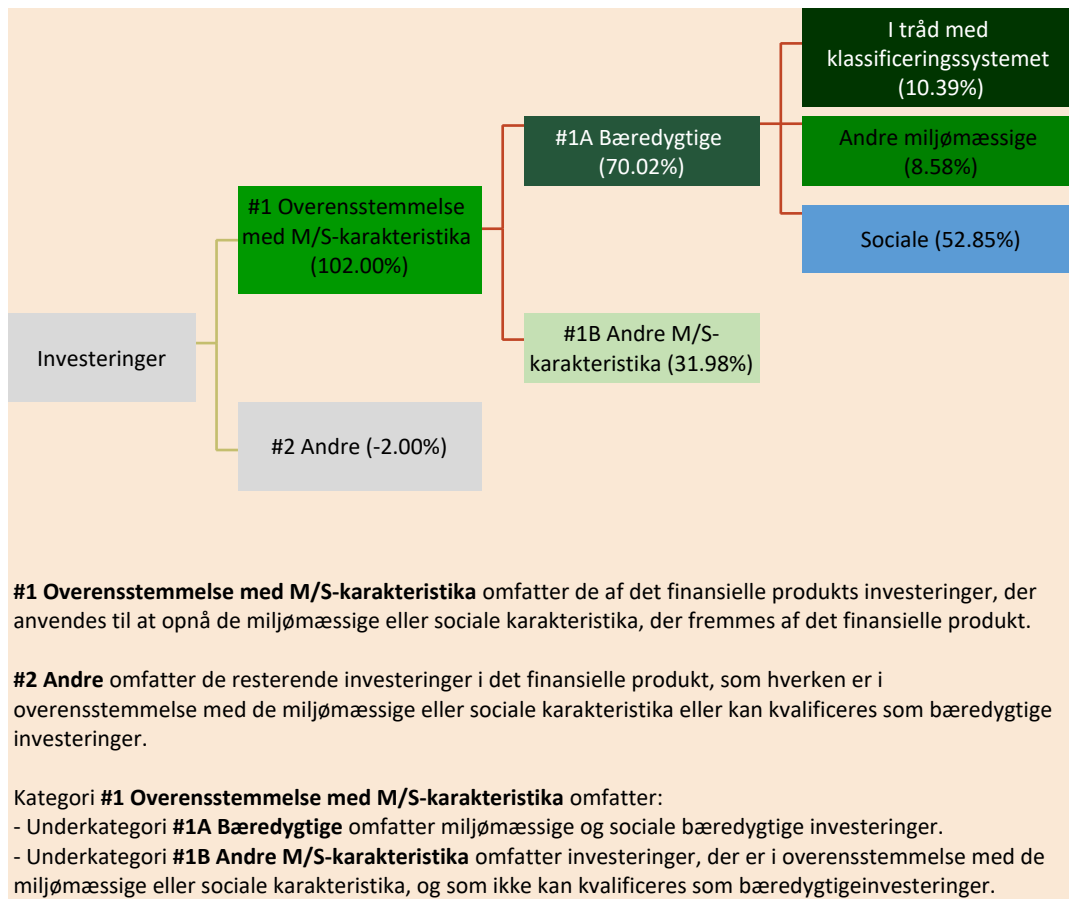 I tråd med
klassificeringssystemet
(10.39%)
#1A Bæredygtige
(70.02%)
Andre miljømæssige
(8.58%)
#1 Overensstemmelse
med M/S-karakteristika
(102.00%)
Sociale (52.85%)
Investeringer
#1B Andre M/S-
karakteristika (31.98%)
#2 Andre (-2.00%)
#1 Overensstemmelse med M/S-karakteristika omfatter de af det finansielle produkts investeringer, der
anvendes til at opnå de miljømæssige eller sociale karakteristika, der fremmes af det finansielle produkt.
#2 Andre omfatter de resterende investeringer i det finansielle produkt, som hverken er i
overensstemmelse med de miljømæssige eller sociale karakteristika eller kan kvalificeres som bæredygtige
investeringer.
Kategori #1 Overensstemmelse med M/S-karakteristika omfatter:
- Underkategori #1A Bæredygtige omfatter miljømæssige og sociale bæredygtige investeringer.
- Underkategori #1B Andre M/S-karakteristika omfatter investeringer, der er i overensstemmelse med de
miljømæssige eller sociale karakteristika, og som ikke kan kvalificeres som bæredygtigeinvesteringer.